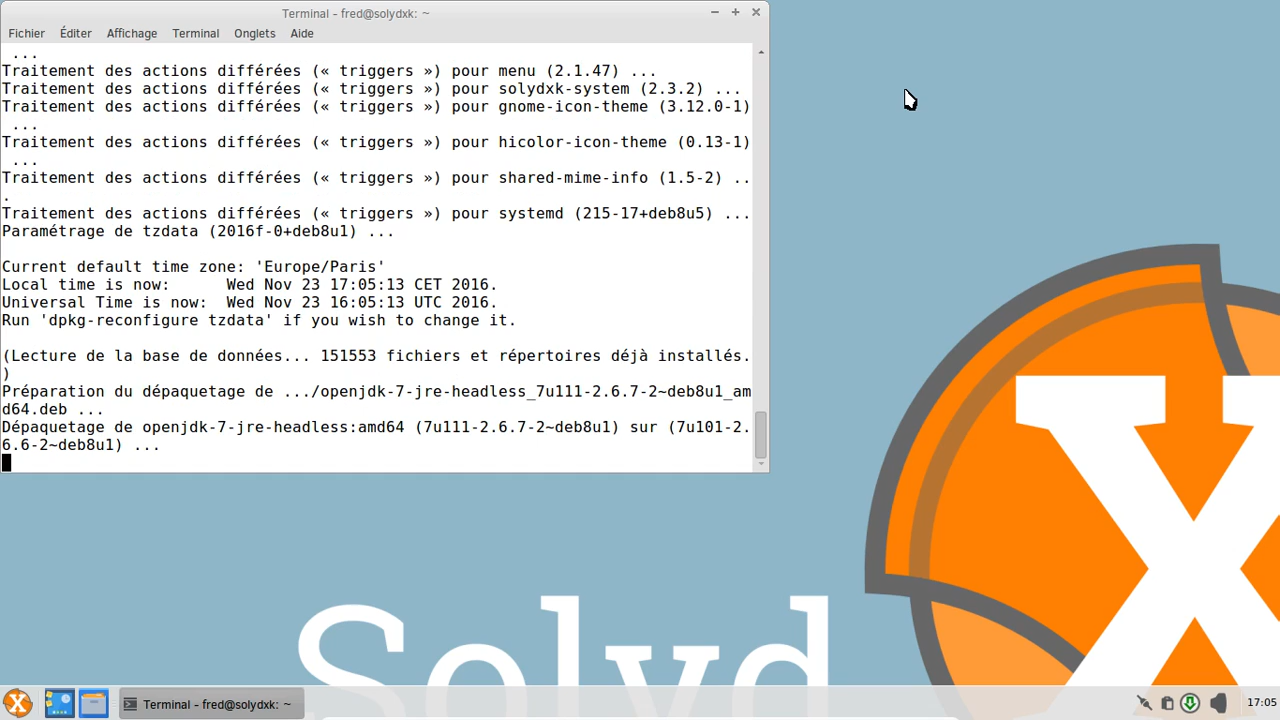 Terminal - fred@solydxk: ~
Fichier Éditer Affichage Terminal Onglets Aide
...
Traitement des actions différées (« triggers ») pour menu (2.1.47) ...
Traitement des actions différées (« triggers ») pour solydxk-system (2.3.2) ...
Traitement des actions différées (« triggers ») pour gnome-icon-theme (3.12.0-1)
...
Traitement des actions différées (« triggers ») pour hicolor-icon-theme (0.13-1)
...
Traitement des actions différées (« triggers ») pour shared-mime-info (1.5-2) ..
.
Traitement des actions différées (« triggers ») pour systemd (215-17+deb8u5) ...
Paramétrage de tzdata (2016f-0+deb8u1) ...
Current default time zone: 'Europe/Paris'
Local time is now:      Wed Nov 23 17:05:13 CET 2016.
Universal Time is now:  Wed Nov 23 16:05:13 UTC 2016.
Run 'dpkg-reconfigure tzdata' if you wish to change it.
(Lecture de la base de données... 151553 fichiers et répertoires déjà installés.
)
Préparation du dépaquetage de .../openjdk-7-jre-headless_7u111-2.6.7-2~deb8u1_am
d64.deb ...
Dépaquetage de openjdk-7-jre-headless:amd64 (7u111-2.6.7-2~deb8u1) sur (7u101-2.
6.6-2~deb8u1) ...
Solyd
X
Terminal - fred@solydxk: ~
17:05